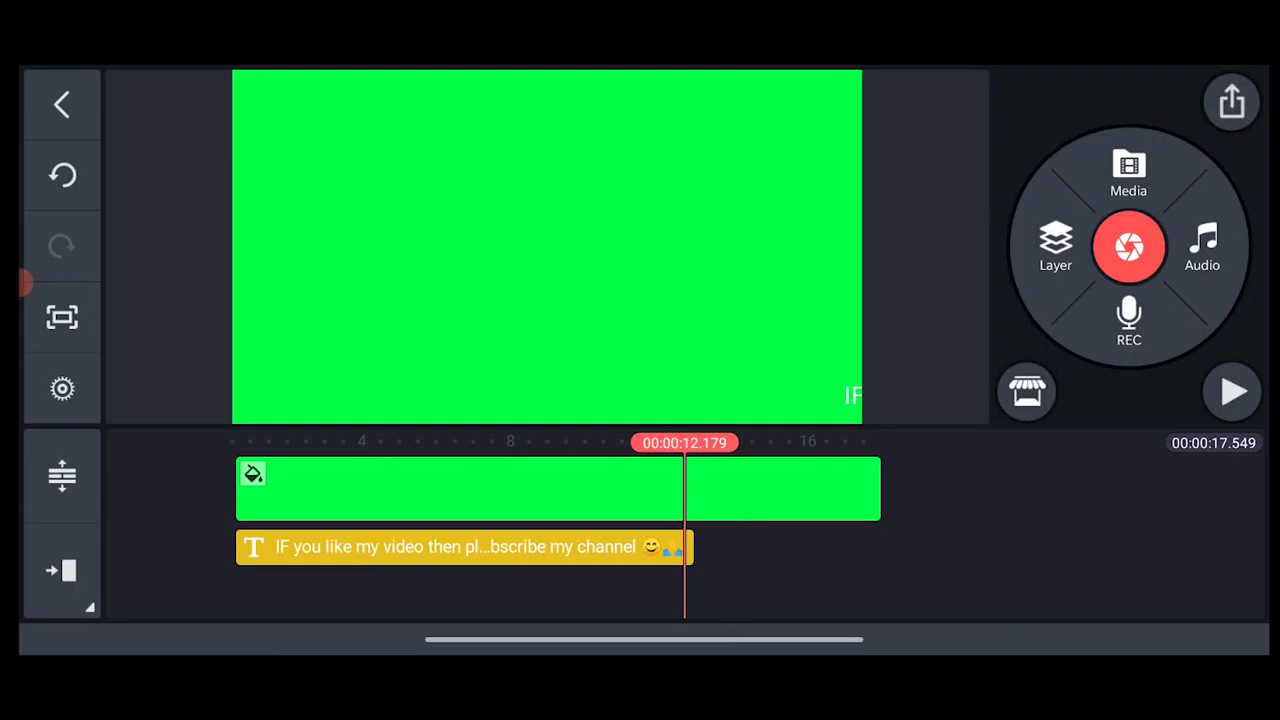 Media
Layer
Audio
REC
IF
4
8
00:00:12.179
16
00:00:17.549
T IF you like my video then pl...bscribe my channel 😊🙏